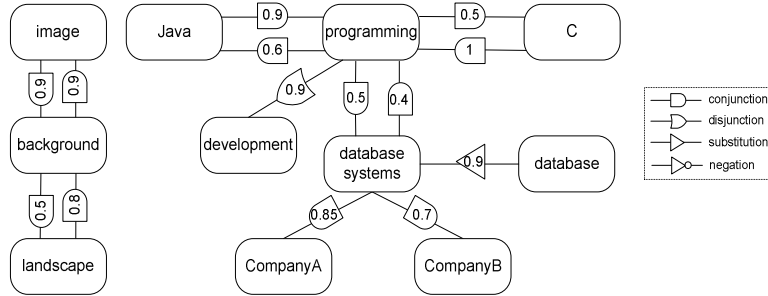 image
Java
0.9
programming
0.5
C
0.6
1
0.9
0.9
0.9
0.5
0.4
conjunction
disjunction
substitution
negation
background
development
database
systems
0.9
database
0.5
0.8
0.85
0.7
landscape
CompanyA
CompanyB